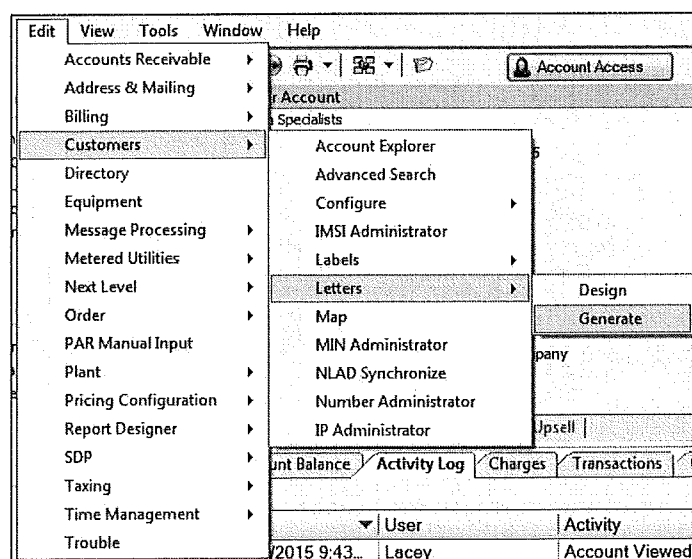 Edit View Tools Window Help
Accounts Receivable
Address & Mailing
Billing
Customers
Directory
Equipment
Message Processing
Metered Utilities
Next Level
Order
PAR Manual Input
Plant
Pricing Configuration
Report Designer
SDP
Taxing
Time Management
Trouble
Account Access
r Account
Specialists
Account Explorer
Advanced Search
Configure
IMSI Administrator
Labels
Letters
Map
MIN Administrator
NLAD Synchronize
Number Administrator
IP Administrator
Design
Generate
pany
Upsell
unt Balance Activity Log Charges Transactions
User Activity
/2015 9:43... Lacey Account Viewed